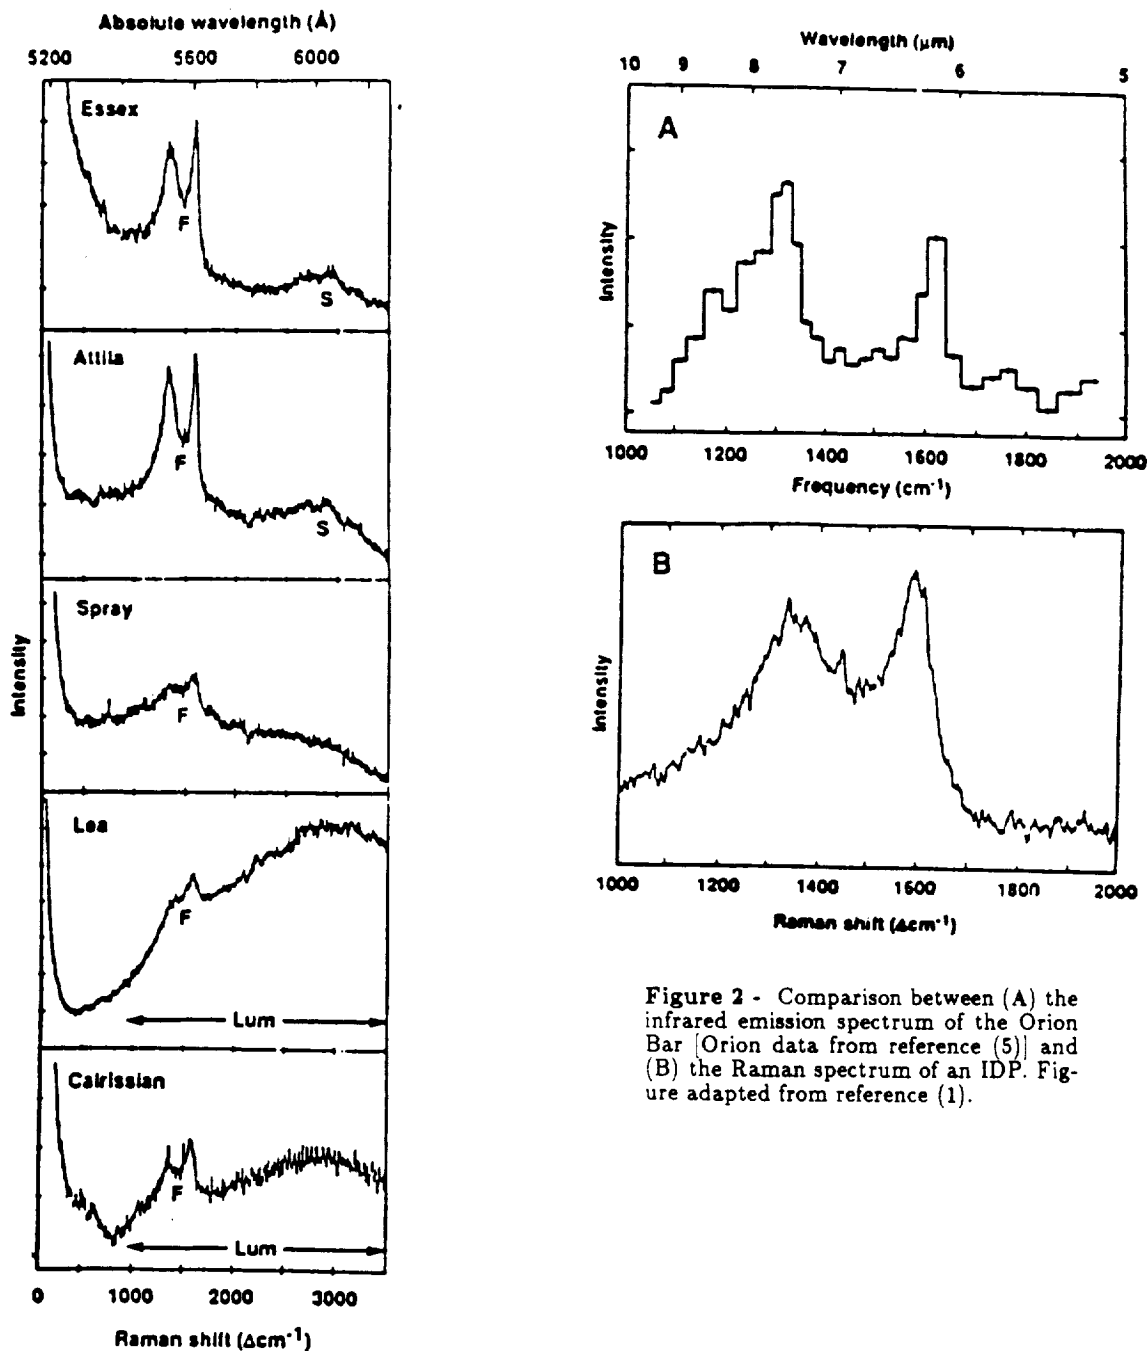 Absolute wavelength (Å)
5200 5600 6000
Essex
F
S
Attila
F
S
Spray
F
Lea
F
Lum
Calrissian
F
Lum
Intensity
0 1000 2000 3000
Raman shift (Δcm-1)
Wavelength (μm)
10 9 8 7 6 5
A
Intensity
1000 1200 1400 1600 1800 2000
Frequency (cm-1)
B
Intensity
1000 1200 1400 1600 1800 2000
Raman shift (Δcm-1)
Figure 2 - Comparison between (A) the
infrared emission spectrum of the Orion
Bar [Orion data from reference (5)] and
(B) the Raman spectrum of an IDP. Fig-
ure adapted from reference (1).